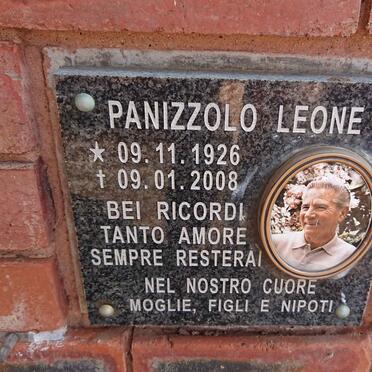 PANIZZOLO LEONE
★ 09.11.1926
† 09.01.2008
BEI RICORDI
TANTO AMORE
SEMPRE RESTERAI
NEL NOSTRO CUORE
MOGLIE, FIGLI E NIPOTI